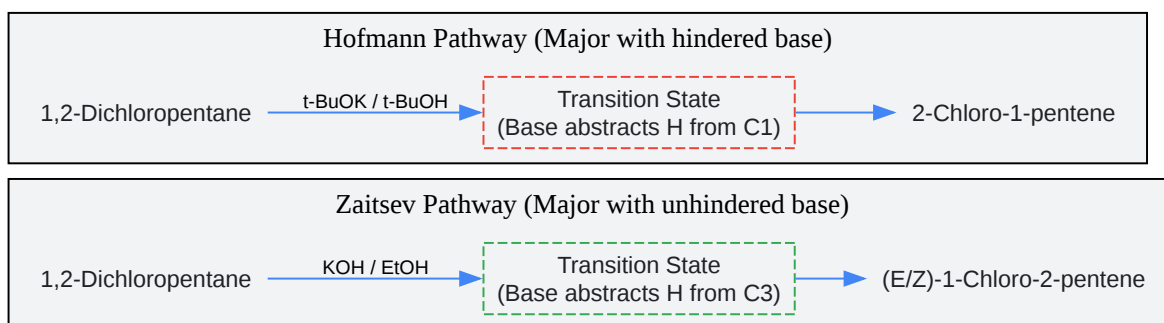 Hofmann Pathway (Major with hindered base)
1,2-Dichloropentane
t-BuOK / t-BuOH
Transition State
(Base abstracts H from C1)
2-Chloro-1-pentene
Zaitsev Pathway (Major with unhindered base)
1,2-Dichloropentane
KOH / EtOH
Transition State
(Base abstracts H from C3)
(E/Z)-1-Chloro-2-pentene